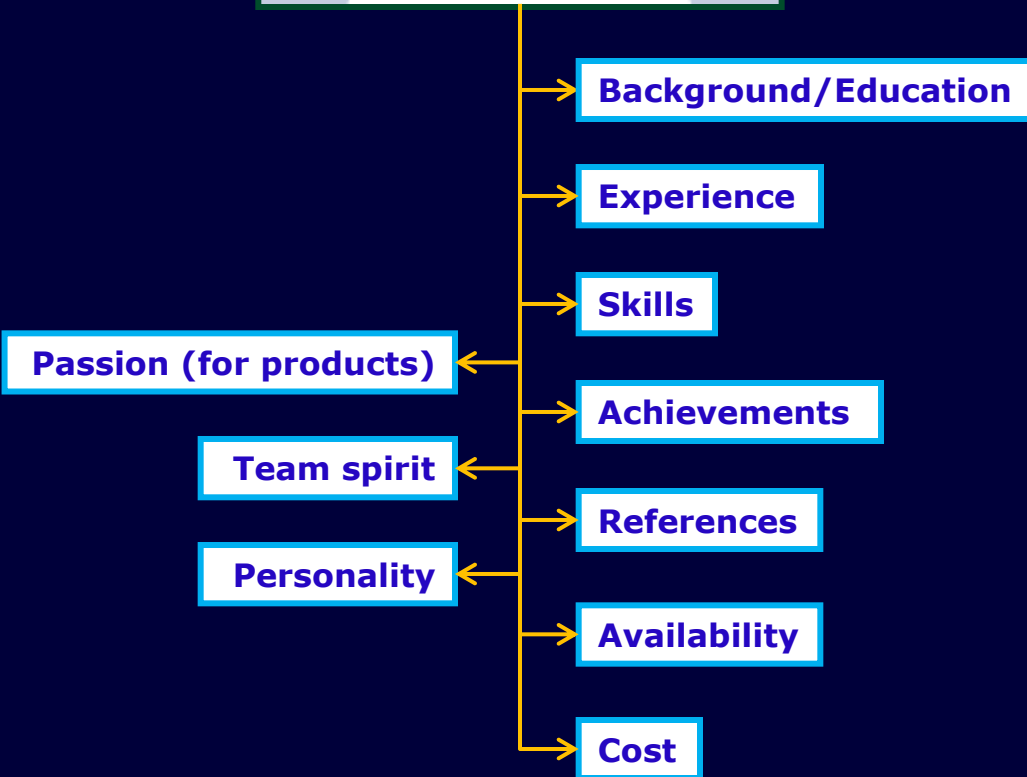 Background/Education
Experience
Skills
Passion (for products)
Achievements
Team spirit
References
Personality
Availability
Cost